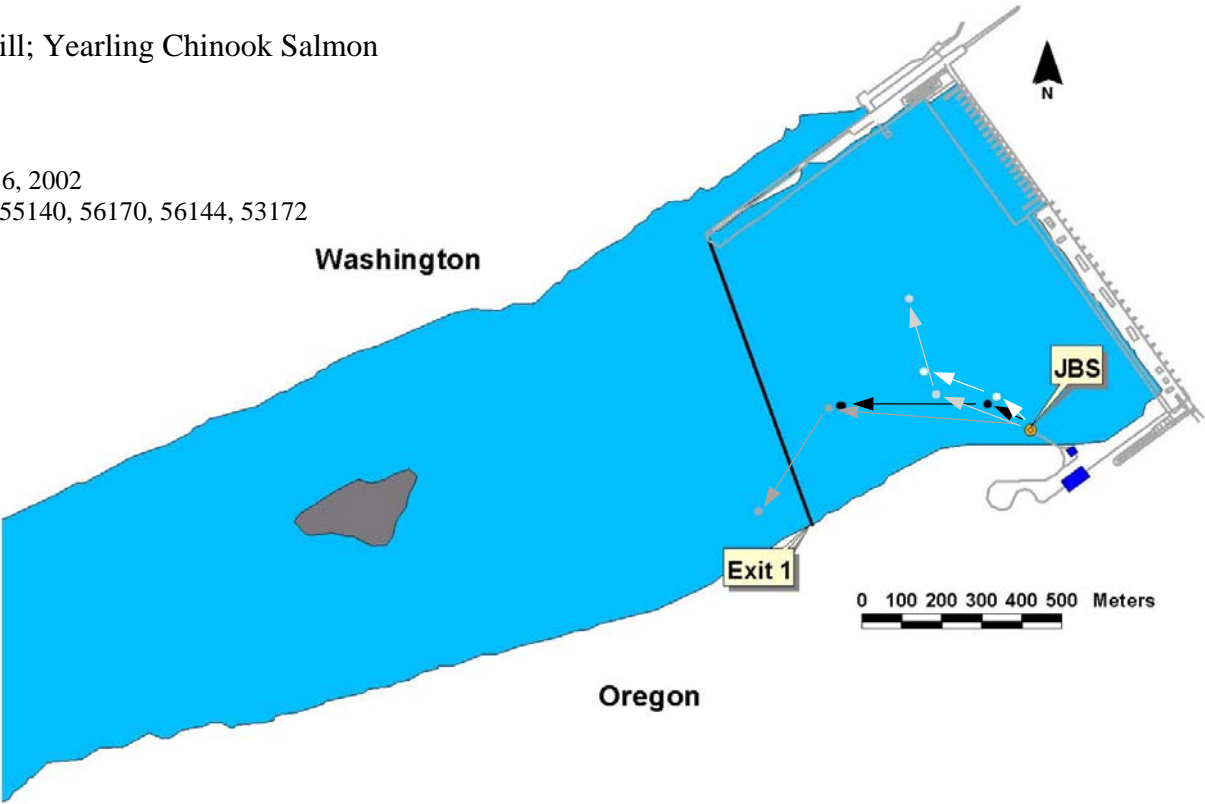 ill; Yearling Chinook Salmon
6, 2002
55140, 56170, 56144, 53172
N
Washington
JBS
Exit 1
0 100 200 300 400 500 Meters
Oregon